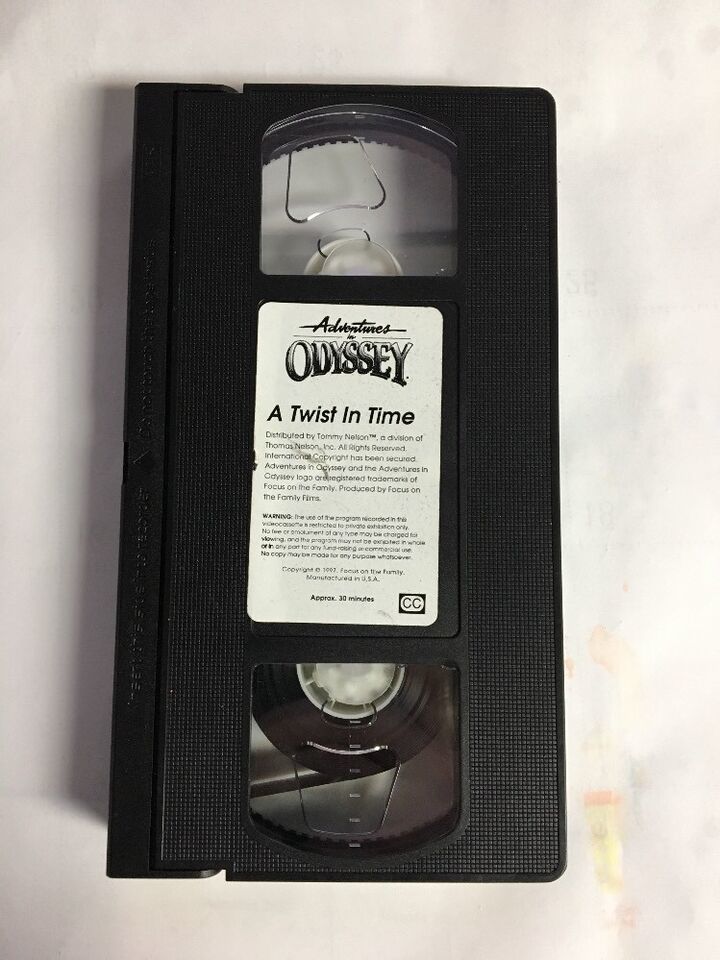 Adventures
in
ODYSSEY
A Twist In Time
Distributed by Tommy Nelson™, a division of
Thomas Nelson, Inc. All Rights Reserved.
International Copyright has been secured.
Adventures in Odyssey and the Adventures in
Odyssey logo are registered trademarks of
Focus on the Family. Produced by Focus on
the Family Films.
WARNING: The use of the program recorded in this
videocassette is restricted to private exhibition only.
No fee or emolument of any type may be charged for
viewing, and the program may not be exhibited in whole
or in any part for any fund-raising or commercial use.
No copy may be made for any purpose whatsoever.
Copyright © 1997, Focus on the Family.
Manufactured in U.S.A.
Approx. 30 minutes
CC